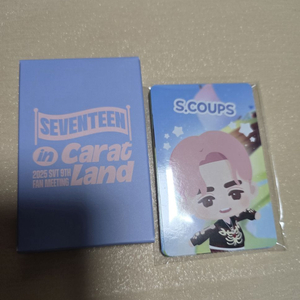 SEVENTEEN
in Carat
2025 SVT 9TH
FAN MEETING
Land
S.COUPS